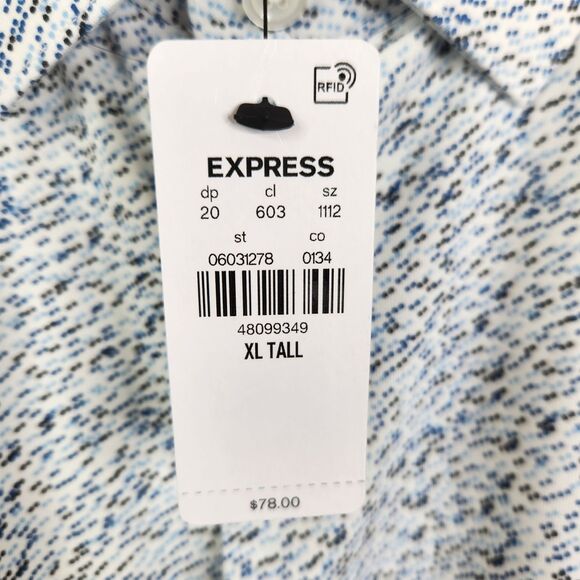 RFID
EXPRESS
dp cl sz
20 603 1112
st co
06031278 0134
48099349
XL TALL
$78.00